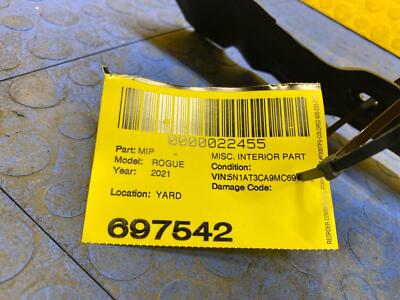 0000022455
Part: MIP
MISC. INTERIOR PART
Model: ROGUE
Condition:
Year: 2021
VIN:5N1AT3CA9MC69
Damage Code:
Location: YARD
697542